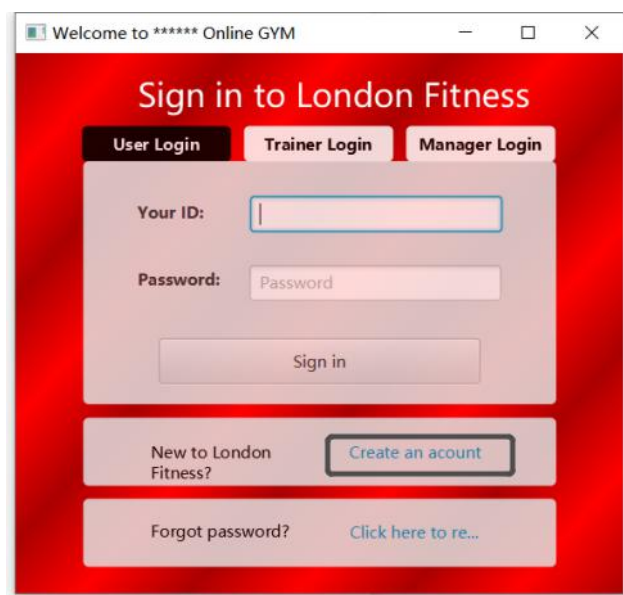 Welcome to ****** Online GYM
Sign in to London Fitness
User Login Trainer Login Manager Login
Your ID:
Password: Password
Sign in
New to London Create an acount
Fitness?
Forgot password? Click here to re...